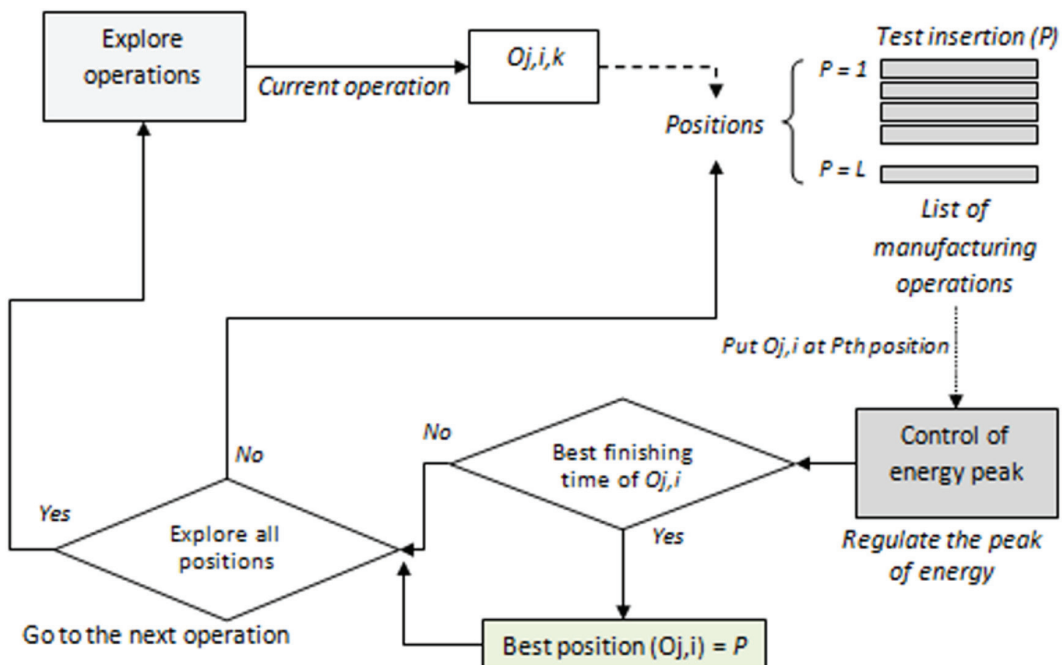 Explore
operations
Current operation
Oj,i,k
Positions
Test insertion (P)
P = 1
P = L
List of
manufacturing
operations
Put Oj,i at Pth position
Control of
energy peak
Regulate the peak
of energy
Best finishing
time of Oj,i
No
Yes
Best position (Oj,i) = P
Explore all
positions
No
Yes
Go to the next operation